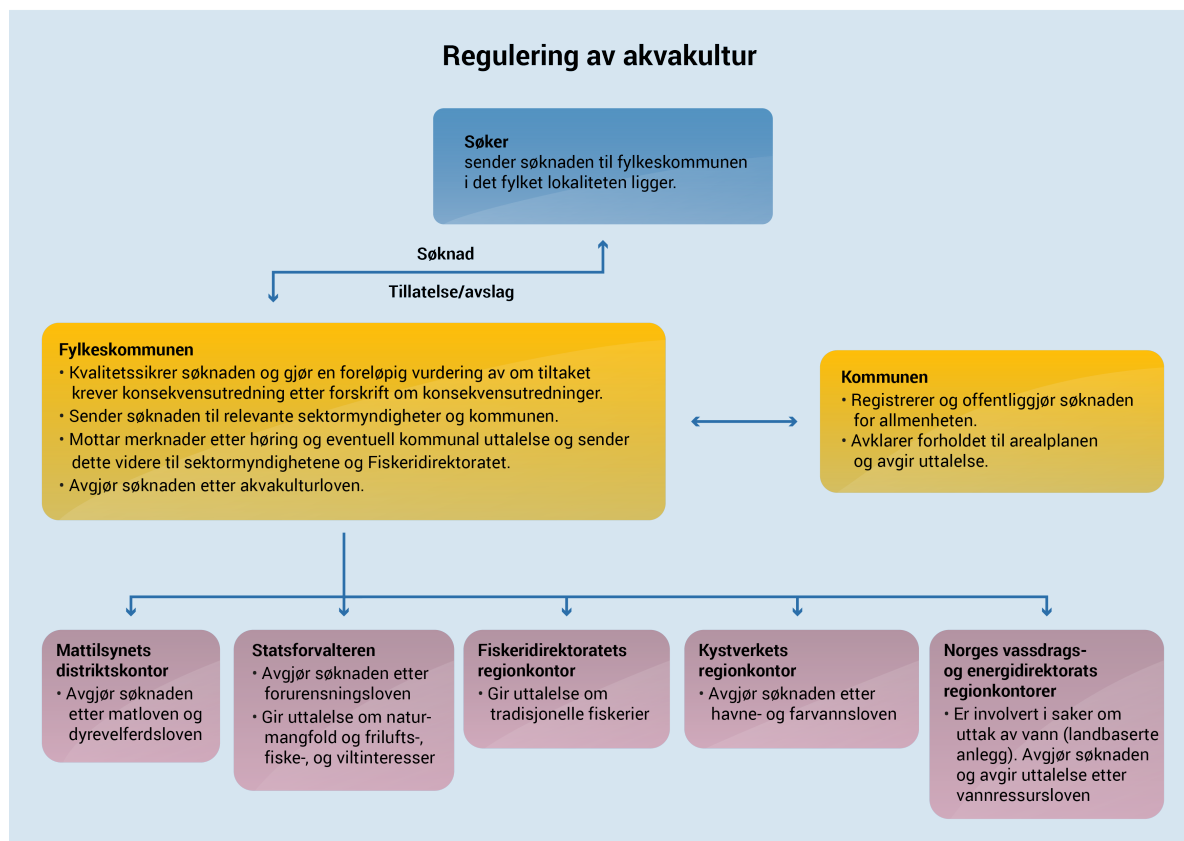 Regulering av akvakultur
Søker
sender søknaden til fylkeskommunen
i det fylket lokaliteten ligger.
Søknad
Tillatelse/avslag
Fylkeskommunen
• Kvalitetssikrer søknaden og gjør en foreløpig vurdering av om tiltaket
krever konsekvensutredning etter forskrift om konsekvensutredninger.
• Sender søknaden til relevante sektormyndigheter og kommunen.
• Mottar merknader etter høring og eventuell kommunal uttalelse og sender
dette videre til sektormyndighetene og Fiskeridirektoratet.
• Avgjør søknaden etter akvakulturloven.
Kommunen
• Registrerer og offentliggjør søknaden
for allmenheten.
• Avklarer forholdet til arealplanen
og avgir uttalelse.
Mattilsynets
distriktskontor
• Avgjør søknaden
etter matloven og
dyrevelferdsloven
Statsforvalteren
• Avgjør søknaden etter
forurensningsloven
• Gir uttalelse om natur-
mangfold og frilufts-,
fiske-, og viltinteresser
Fiskeridirektoratets
regionkontor
• Gir uttalelse om
tradisjonelle fiskerier
Kystverkets
regionkontor
• Avgjør søknaden etter
havne- og farvannsloven
Norges vassdrags-
og energidirektorats
regionkontorer
• Er involvert i saker om
uttak av vann (landbaserte
anlegg). Avgjør søknaden
og avgir uttalelse etter
vannressursloven